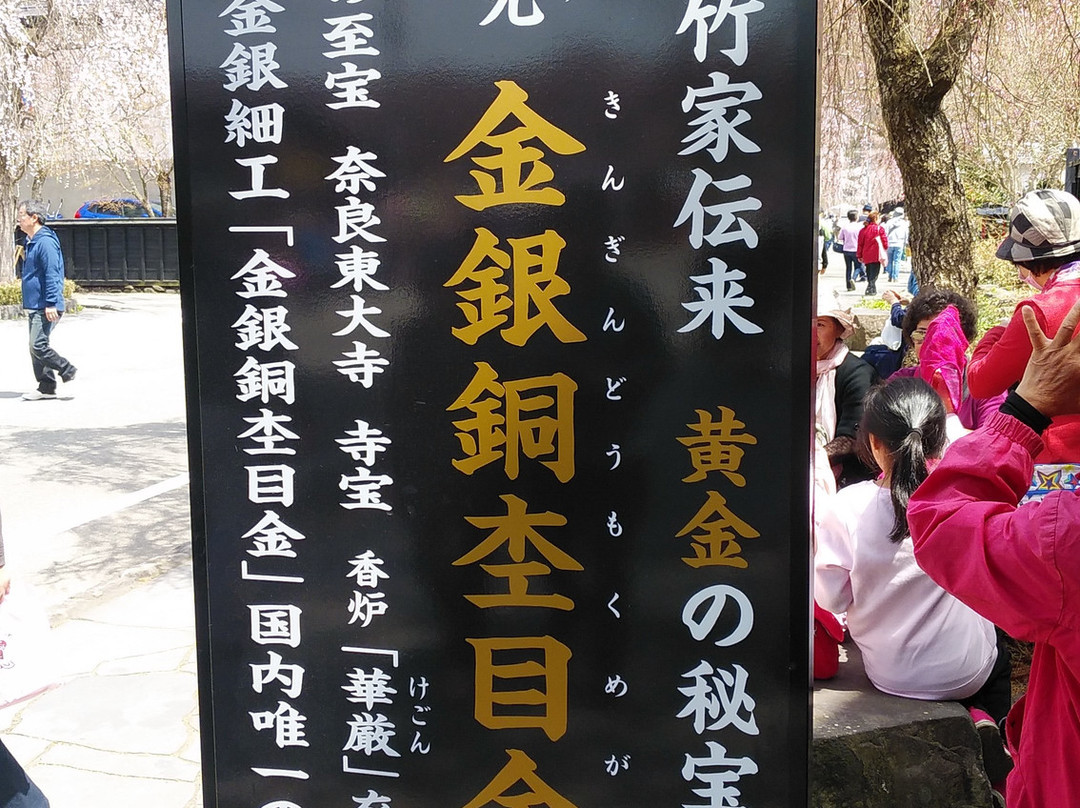 竹家伝来 黄金の秘宝
元
きんぎんどうもくめが
金銀銅杢目金
至宝 奈良東大寺 寺宝 香炉「華厳」
けごん
金銀細工「金銀銅杢目金」国内唯一